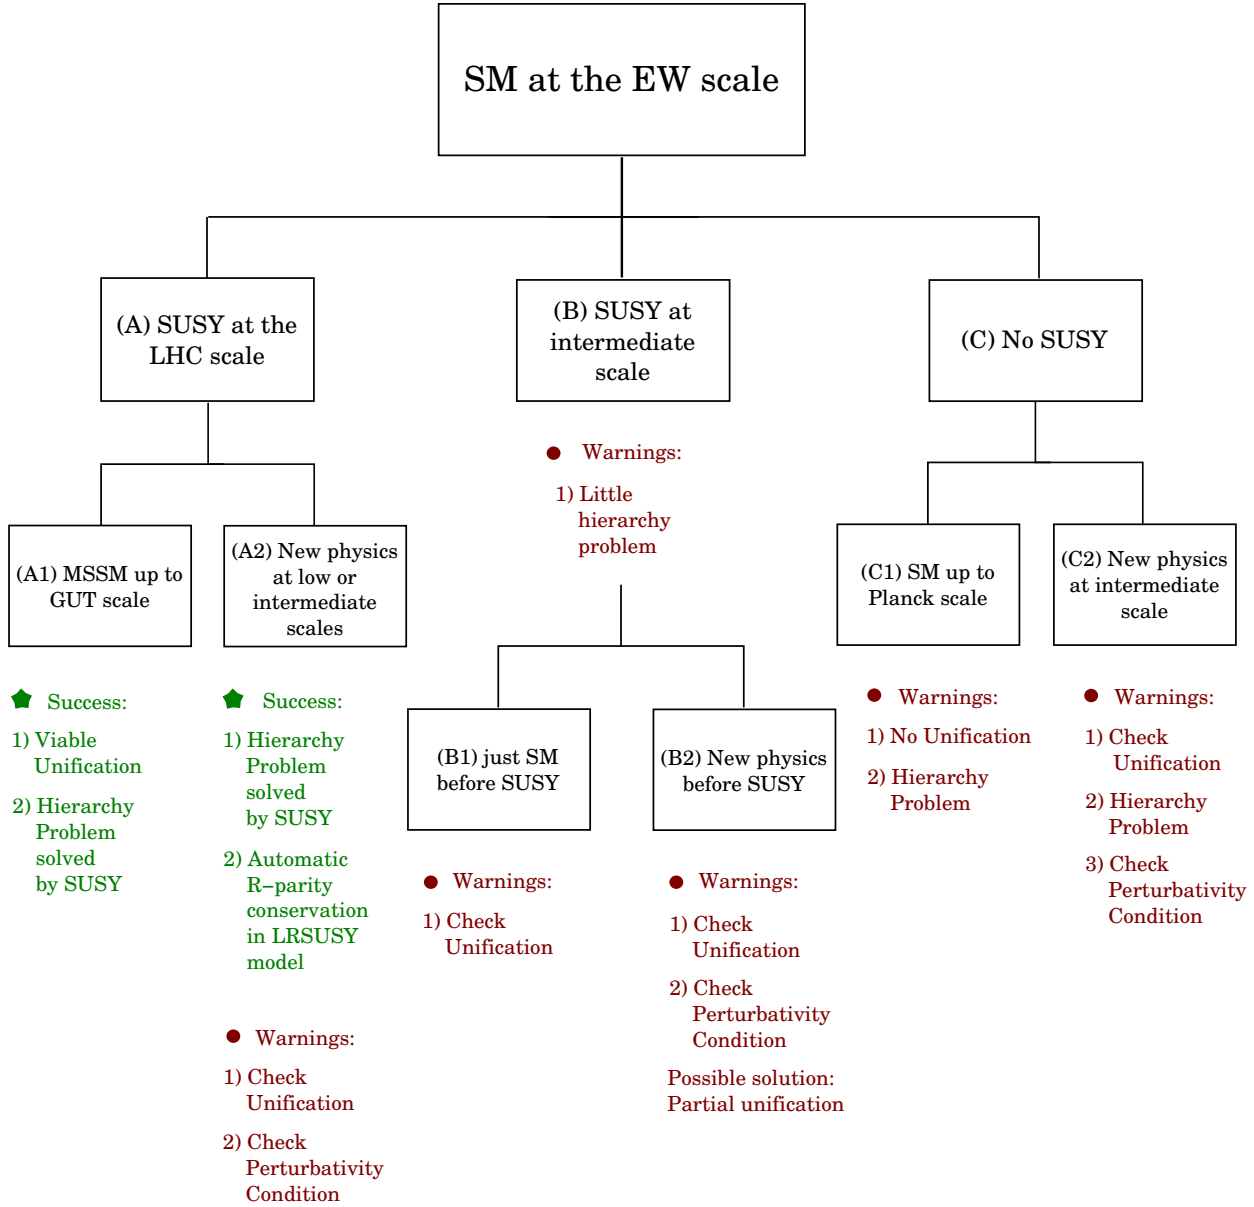 SM at the EW scale
(A) SUSY at the
LHC scale
(B) SUSY at
intermediate
scale
(C) No SUSY
Warnings:
1) Little
hierarchy
problem
(A1) MSSM up to
GUT scale
(A2) New physics
at low or
intermediate
scales
(C1) SM up to
Planck scale
(C2) New physics
at intermediate
scale
Success:
1) Viable
Unification
2) Hierarchy
Problem
solved
by SUSY
Success:
1) Hierarchy
Problem
solved
by SUSY
2) Automatic
R−parity
conservation
in LRSUSY
model
Warnings:
1) Check
Unification
2) Check
Perturbativity
Condition
(B1) just SM
before SUSY
Warnings:
1) Check
Unification
(B2) New physics
before SUSY
Warnings:
1) Check
Unification
2) Check
Perturbativity
Condition
Possible solution:
Partial unification
Warnings:
1) No Unification
2) Hierarchy
Problem
Warnings:
1) Check
Unification
2) Hierarchy
Problem
3) Check
Perturbativity
Condition